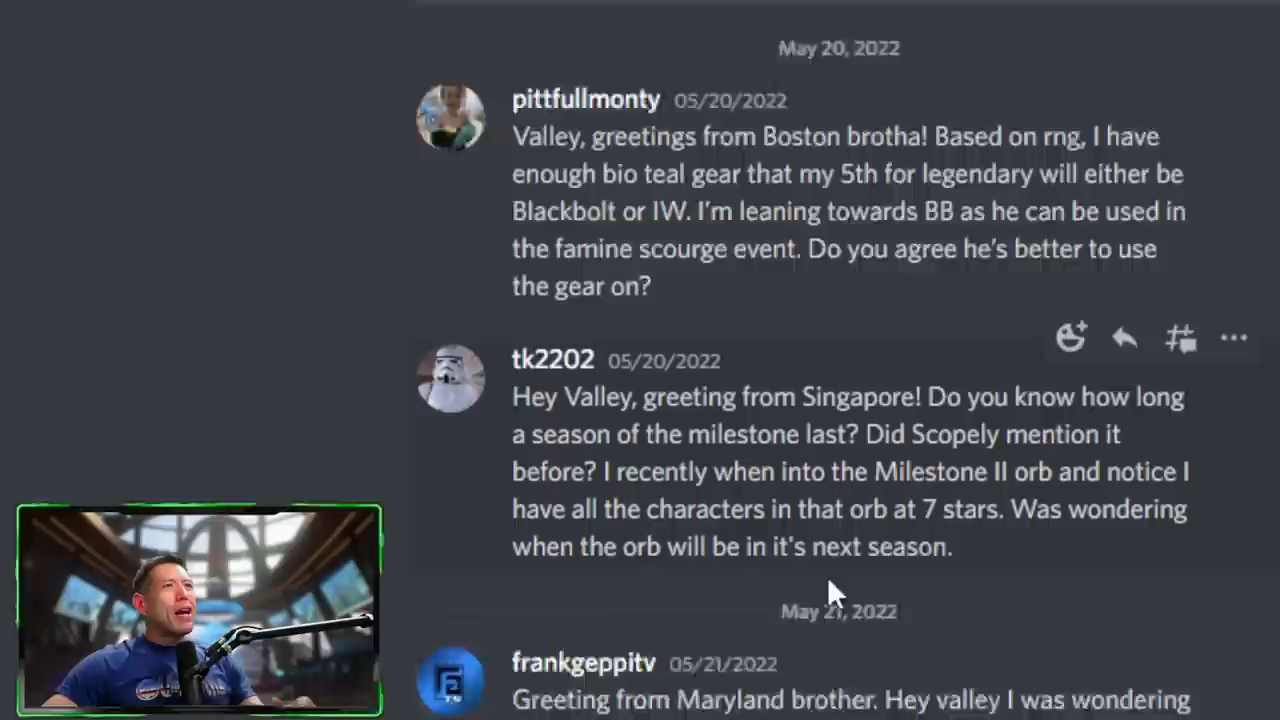 May 20, 2022
pittfullmonty 05/20/2022
Valley, greetings from Boston brotha! Based on rng, I have
enough bio teal gear that my 5th for legendary will either be
Blackbolt or IW. I'm leaning towards BB as he can be used in
the famine scourge event. Do you agree he's better to use
the gear on?
tk2202 05/20/2022
Hey Valley, greeting from Singapore! Do you know how long
a season of the milestone last? Did Scopely mention it
before? I recently when into the Milestone II orb and notice I
have all the characters in that orb at 7 stars. Was wondering
when the orb will be in it's next season.
May 21, 2022
frankgeppitv 05/21/2022
Greeting from Maryland brother. Hey valley I was wondering